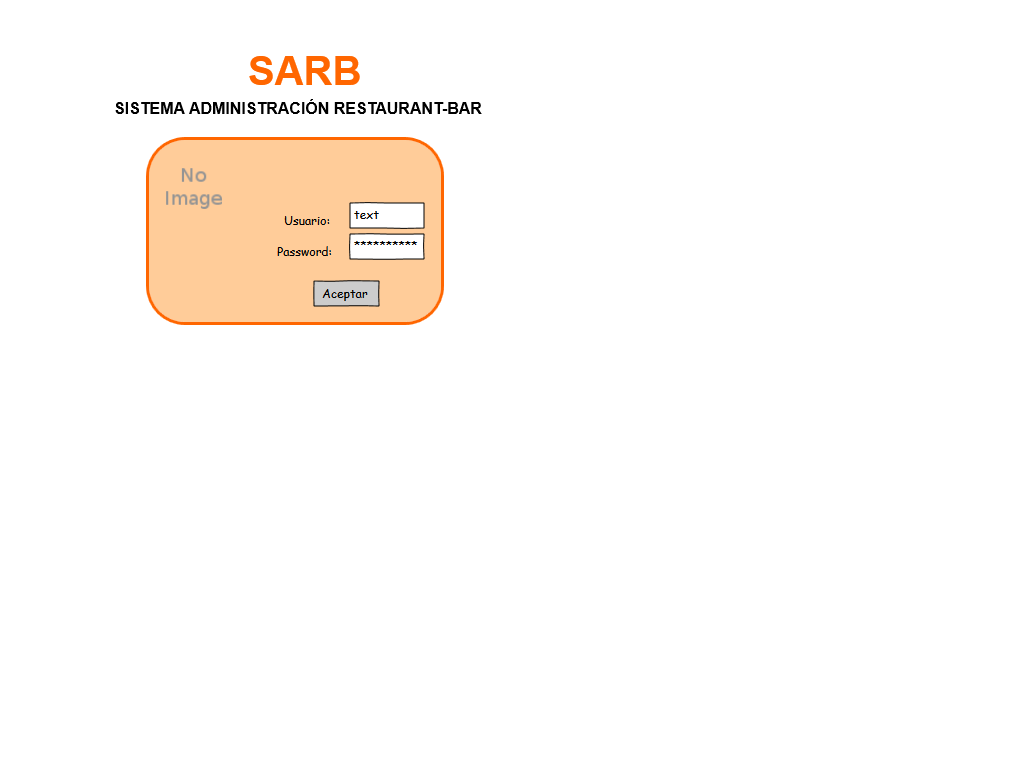 SARB
SISTEMA ADMINISTRACIÓN RESTAURANT-BAR
No
Image
Usuario: text
Password: **********
Aceptar